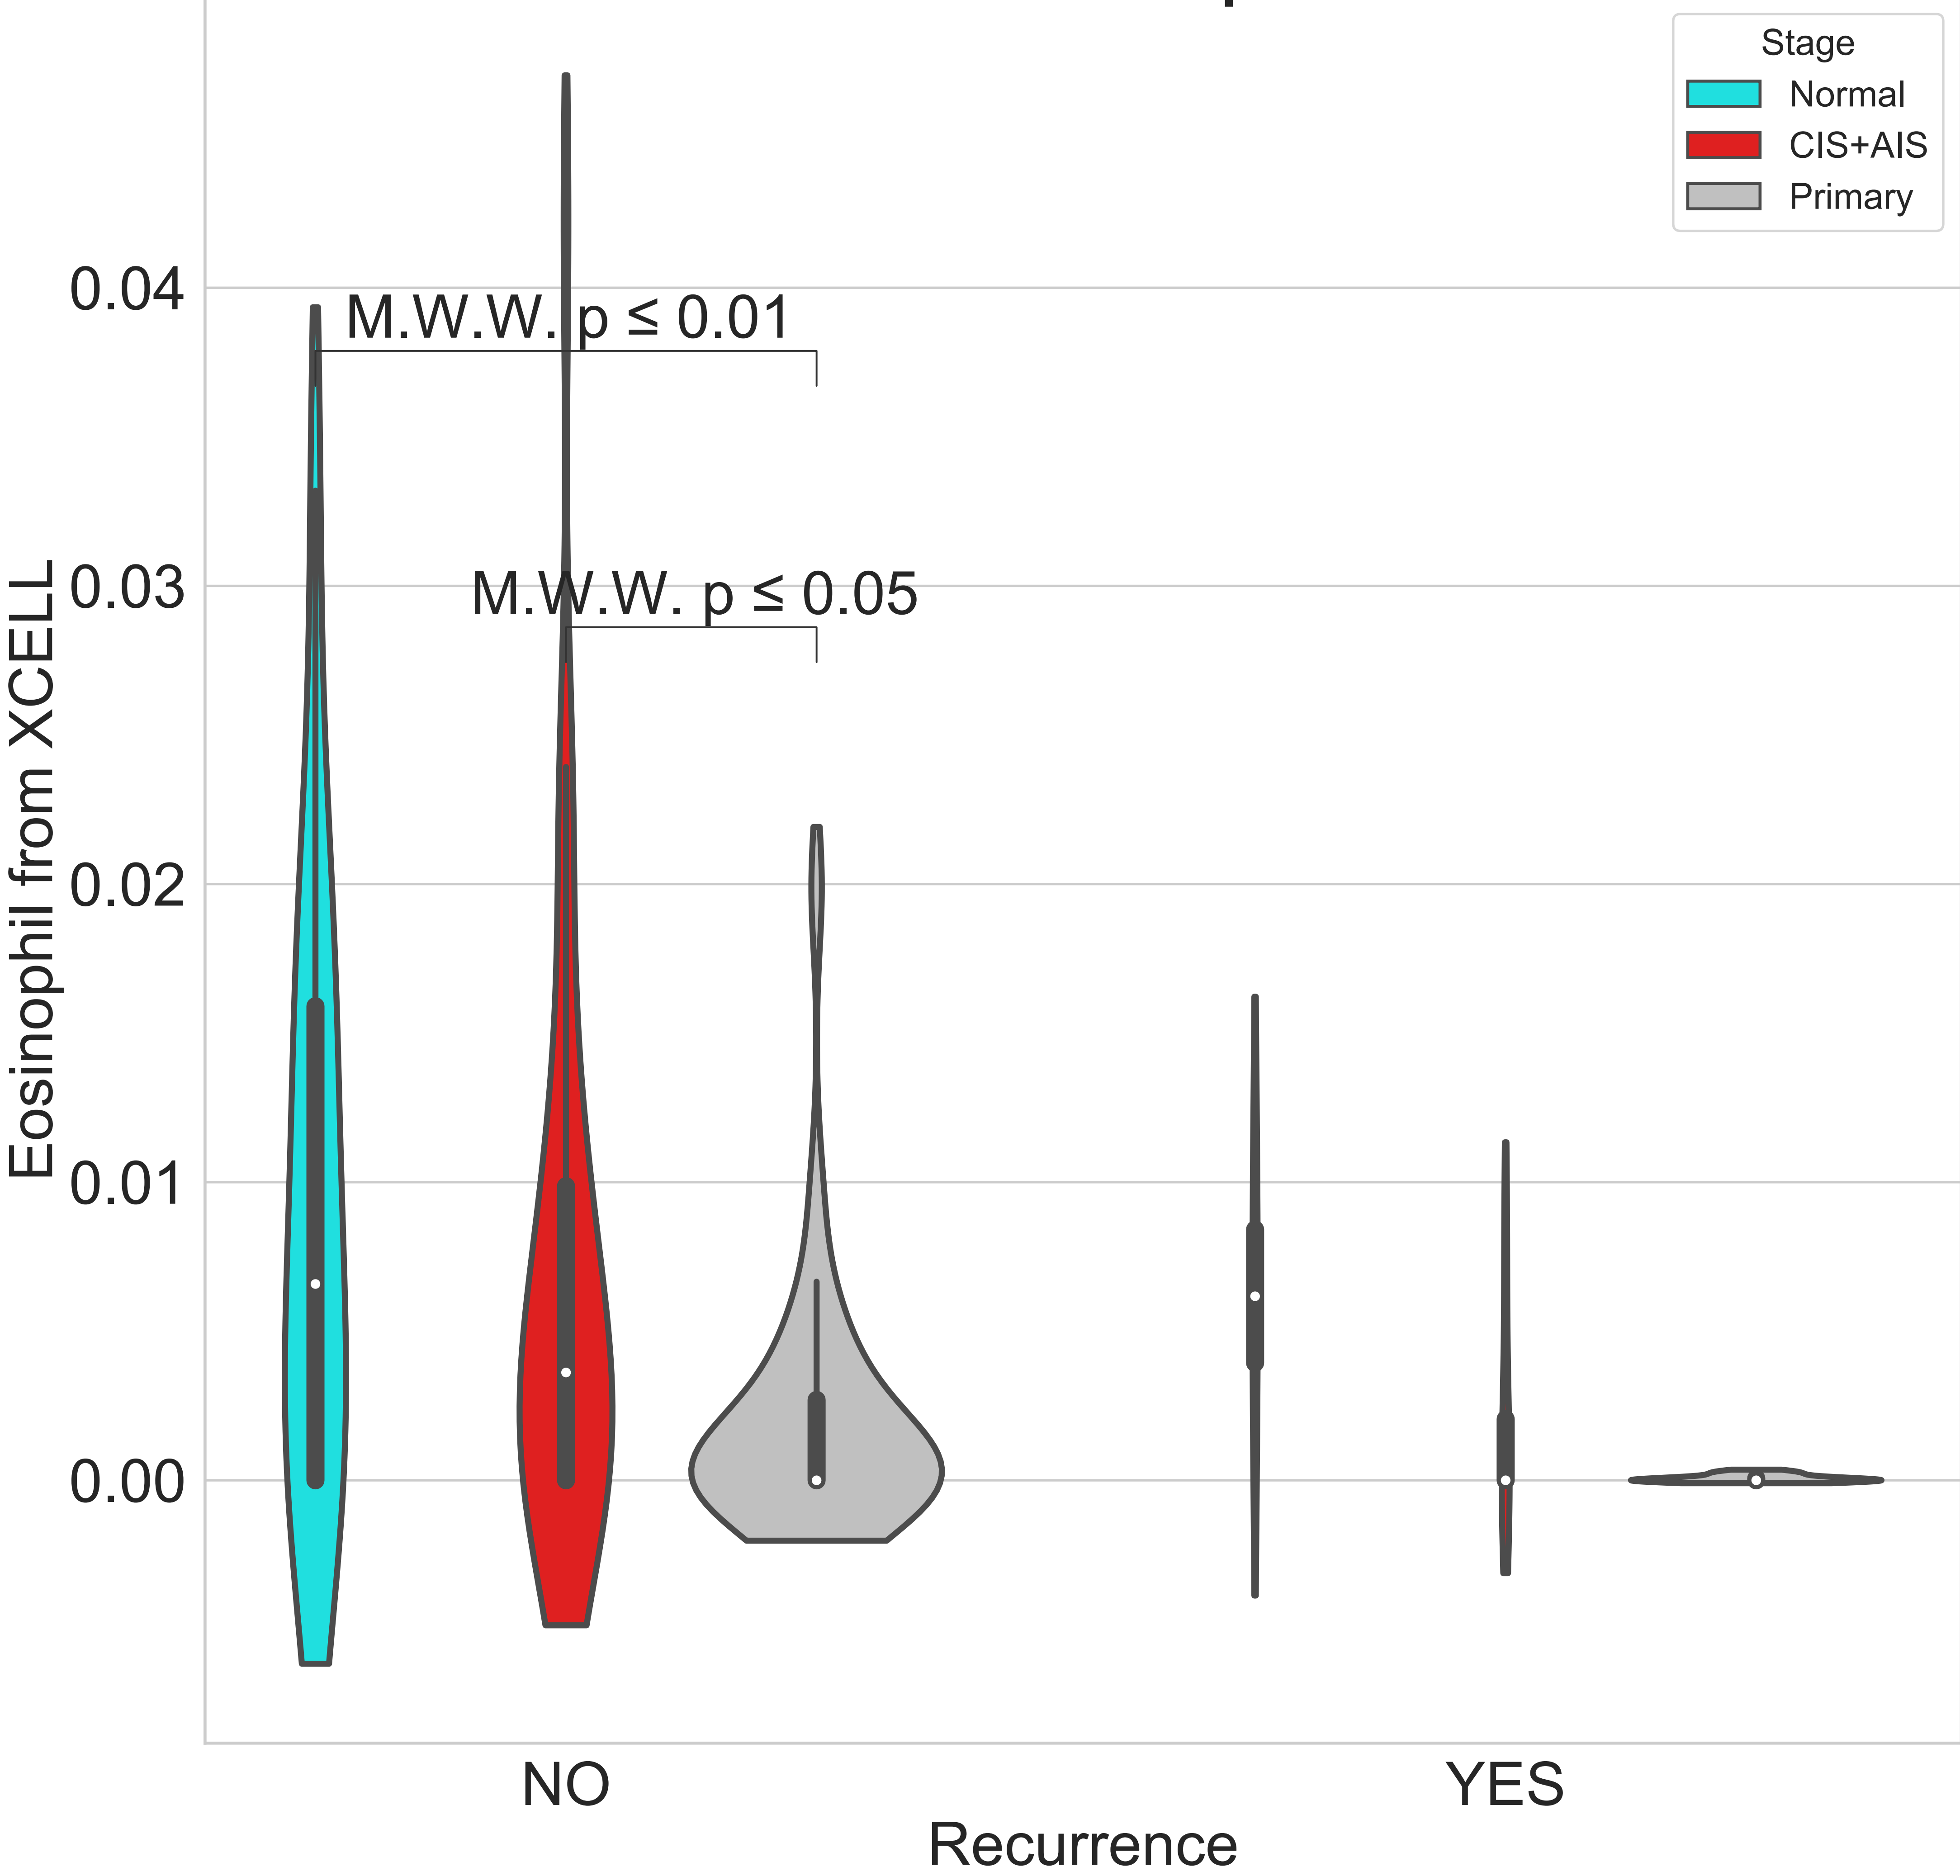 Stage
Normal
CIS+AIS
Primary
0.04
M.W.W. p ≤ 0.01
0.03
M.W.W. p ≤ 0.05
Eosinophil from XCELL
0.02
0.01
0.00
NO
YES
Recurrence